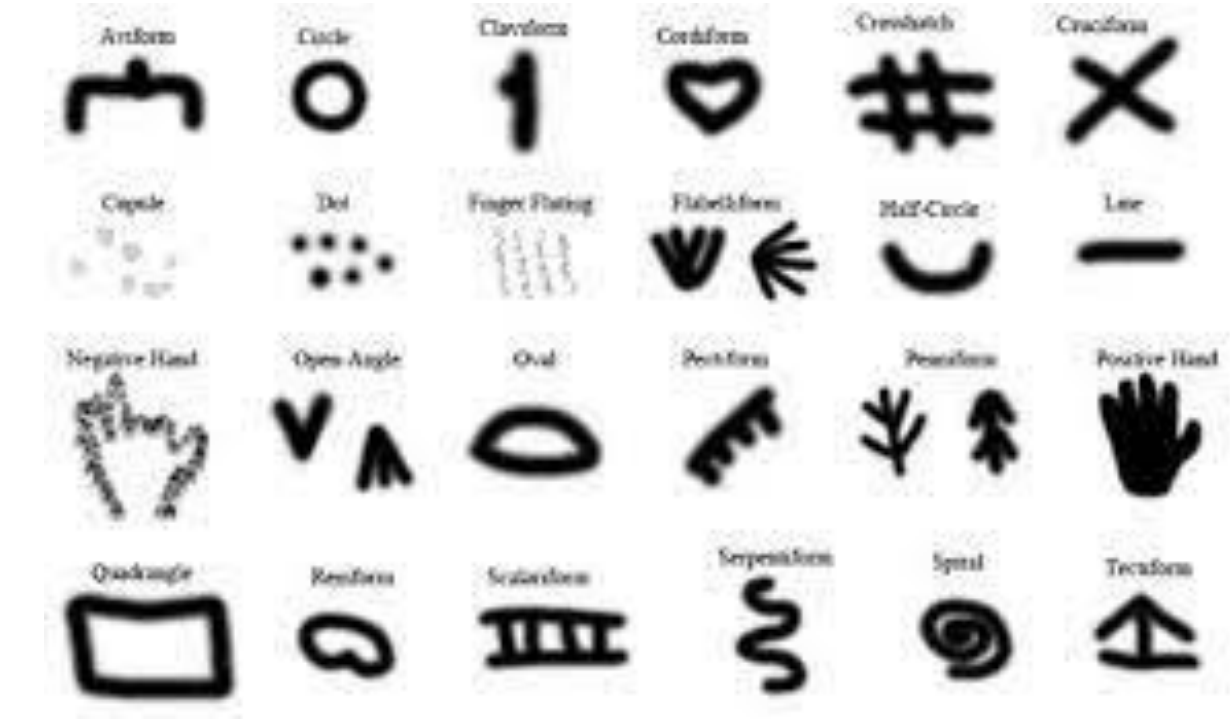 Aviform
Circle
Claviform
Cordiform
Crosshatch
Cruciform
Cupule
Dot
Finger Fluting
Flabelliform
Half-Circle
Line
Negative Hand
Open-Angle
Oval
Pectiform
Penniform
Positive Hand
Quadrangle
Reniform
Scalariform
Serpentiform
Spiral
Tectiform